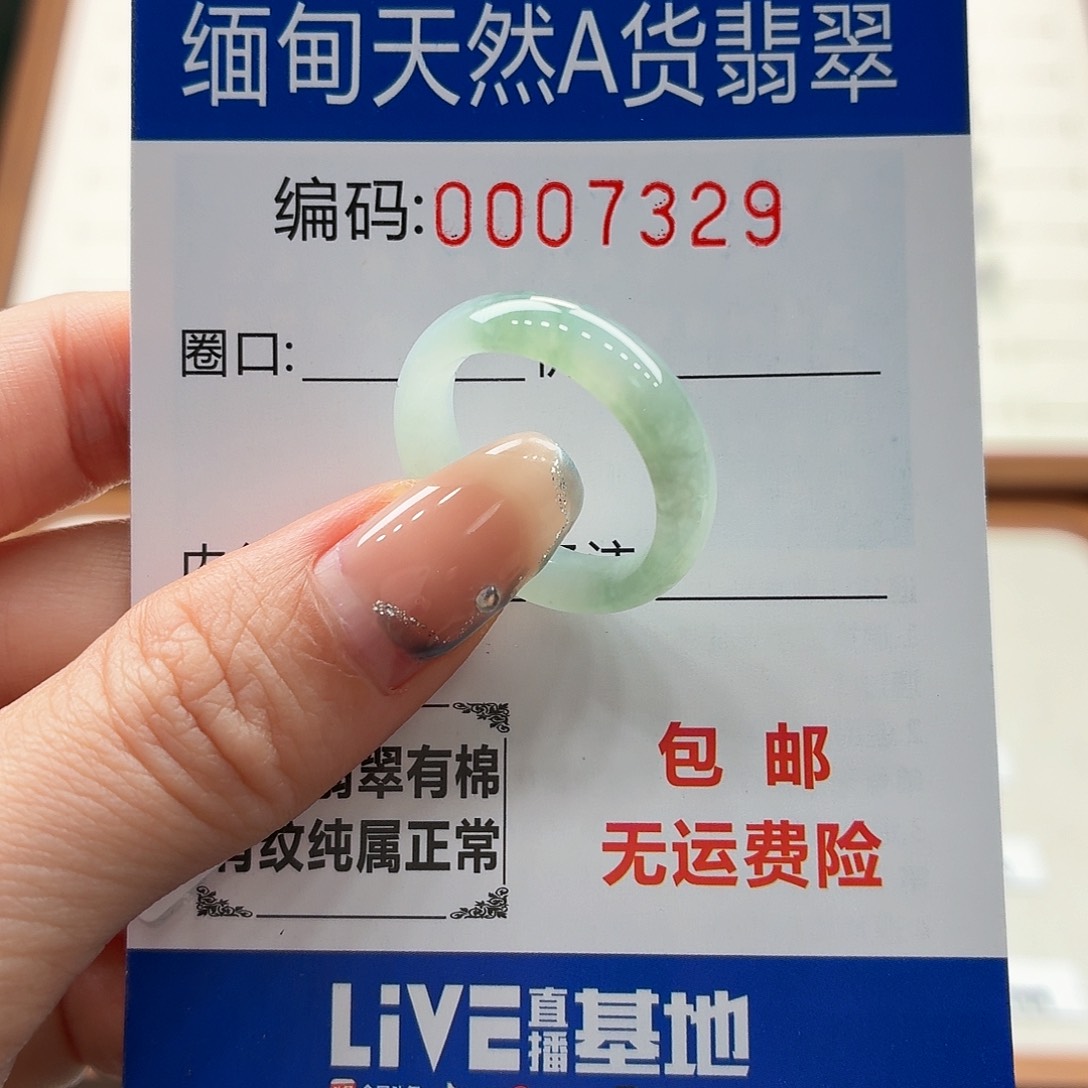 缅甸天然A货翡翠
编码:0007329
圈口:
翠有棉
纹纯属正常
包邮
无运费险
LiVE直播基地